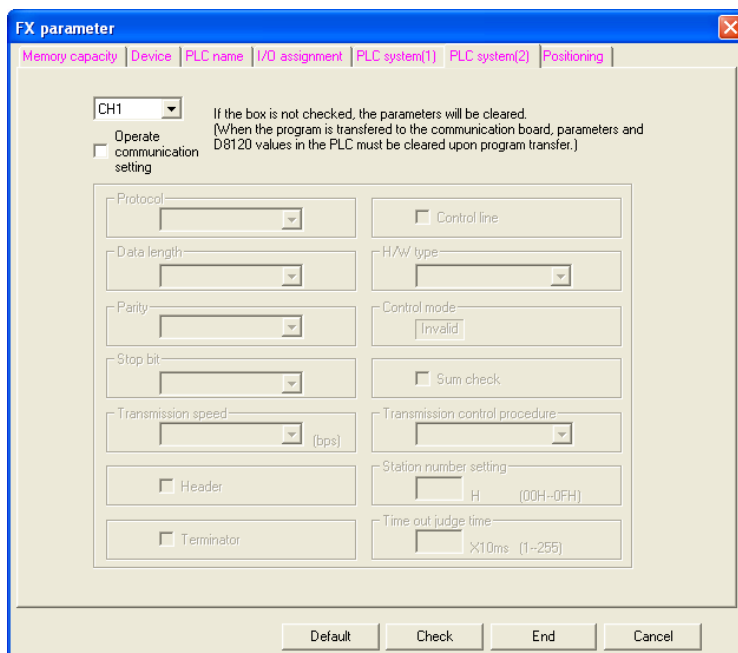 FX parameter
Memory capacity Device PLC name I/O assignment PLC system(1) PLC system(2) Positioning
CH1
If the box is not checked, the parameters will be cleared.
(When the program is transfered to the communication board, parameters and
D8120 values in the PLC must be cleared upon program transfer.)
Operate
communication
setting
Protocol
Control line
Data length
H/W type
Parity
Control mode
Invalid
Stop bit
Sum check
Transmission speed
(bps)
Transmission control procedure
Header
Station number setting
H (00H--0FH)
Terminator
Time out judge time
X10ms (1--255)
Default Check End Cancel